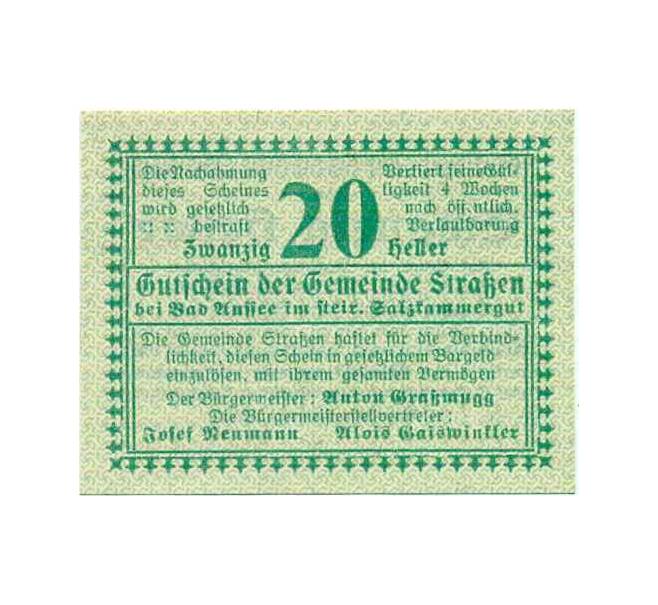 Die Nachahmung
dieses Scheines
wird gesetzlich
:: :: bestraft
20
Verliert seine Gül-
tigkeit 4 Wochen
nach öff.ntlich.
Verlautbarung
Zwanzig Heller
Gutschein der Gemeinde Straßen
bei Bad Aussee im steir. Salzkammergut
Die Gemeinde Straßen haftet für die Verbind-
lichkeit, diesen Schein in gesetzlichem Bargeld
einzulösen, mit ihrem gesamten Vermögen
Der Bürgermeister: Anton Graßmugg
Die Bürgermeisterstellvertreter:
Josef Neumann Alois Gaiswinkler